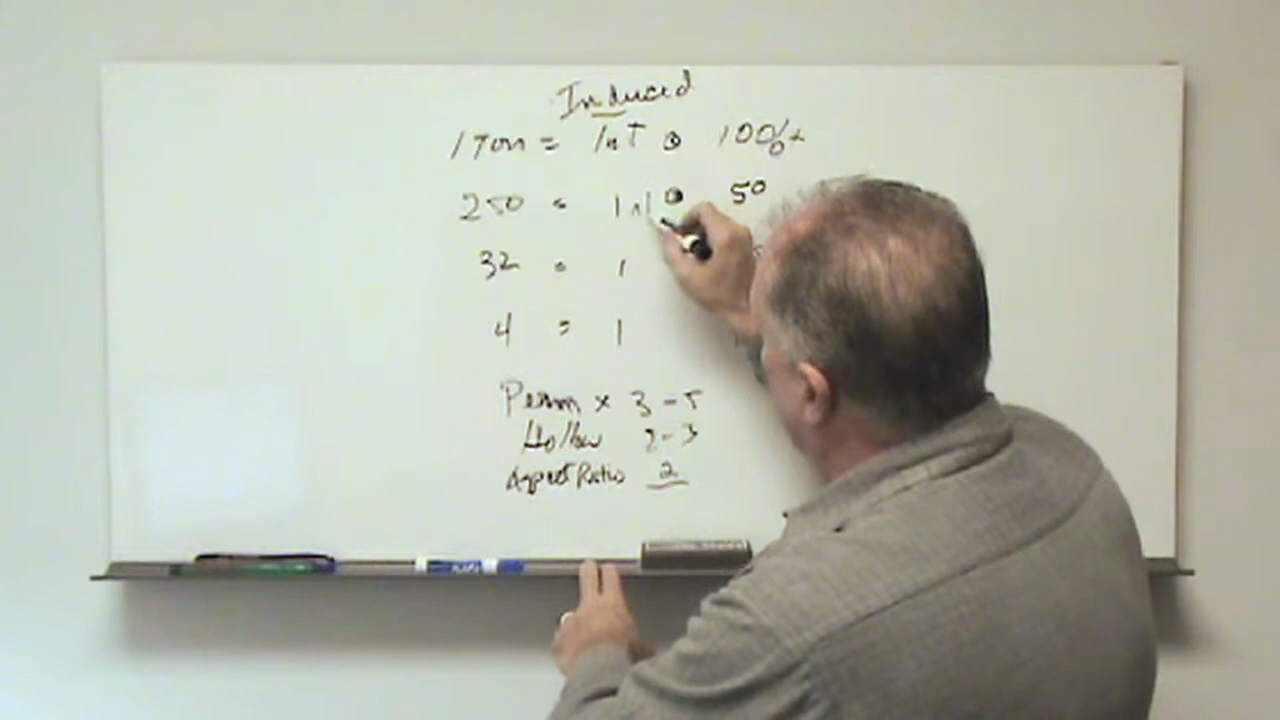 Induced
1 Ton = 1nT @ 100%
250 = 1n @ 50
32 = 1
4 = 1
Perm x 3-5
Hollow 2-3
Aspect Ratio 2
EXPO